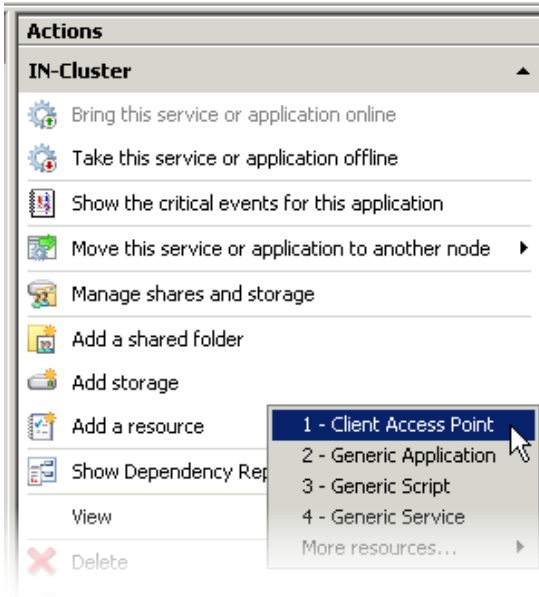 Actions
IN-Cluster
Bring this service or application online
Take this service or application offline
Show the critical events for this application
Move this service or application to another node
Manage shares and storage
Add a shared folder
Add storage
Add a resource
1 - Client Access Point
2 - Generic Application
Show Dependency Rep
3 - Generic Script
View
4 - Generic Service
More resources...
Delete